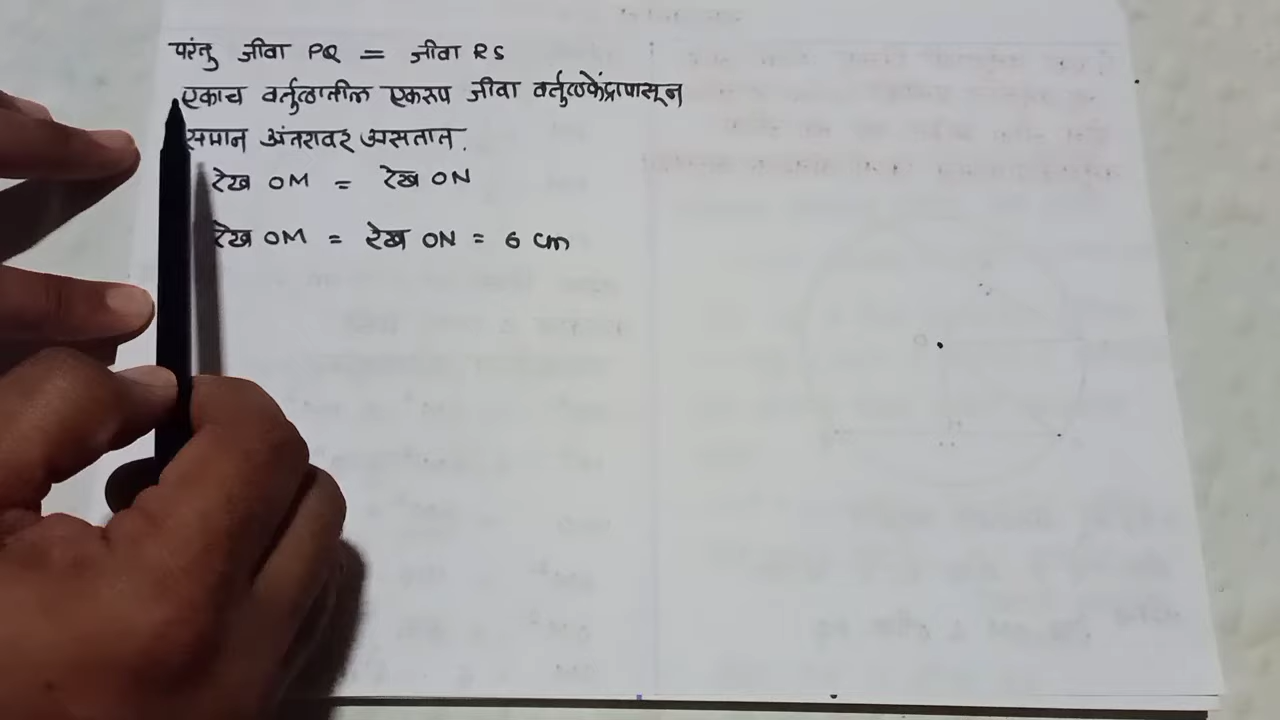 परंतु जीवा PQ = जीवा RS
एकाच वर्तुळातील एकरूप जीवा वर्तुळकेंद्रापासून
समान अंतरावर असतात.
रेख OM = रेख ON
रेख OM = रेख ON = 6 cm